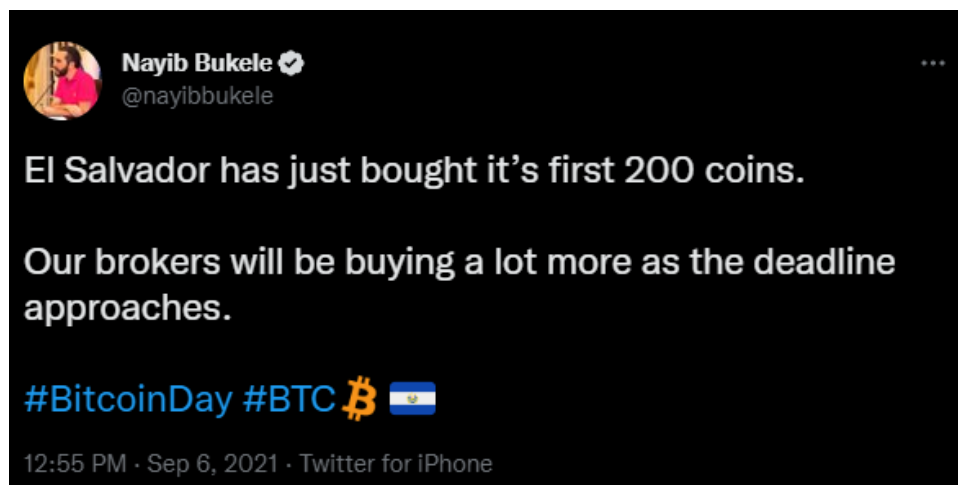 Nayib Bukele
@nayibbukele
El Salvador has just bought it’s first 200 coins.
Our brokers will be buying a lot more as the deadline
approaches.
#BitcoinDay #BTC
12:55 PM · Sep 6, 2021 · Twitter for iPhone